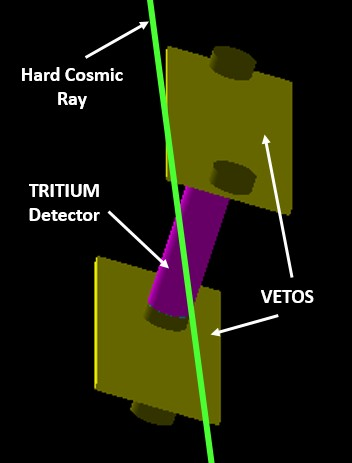 Hard Cosmic
Ray
TRITIUM
Detector
VETOS